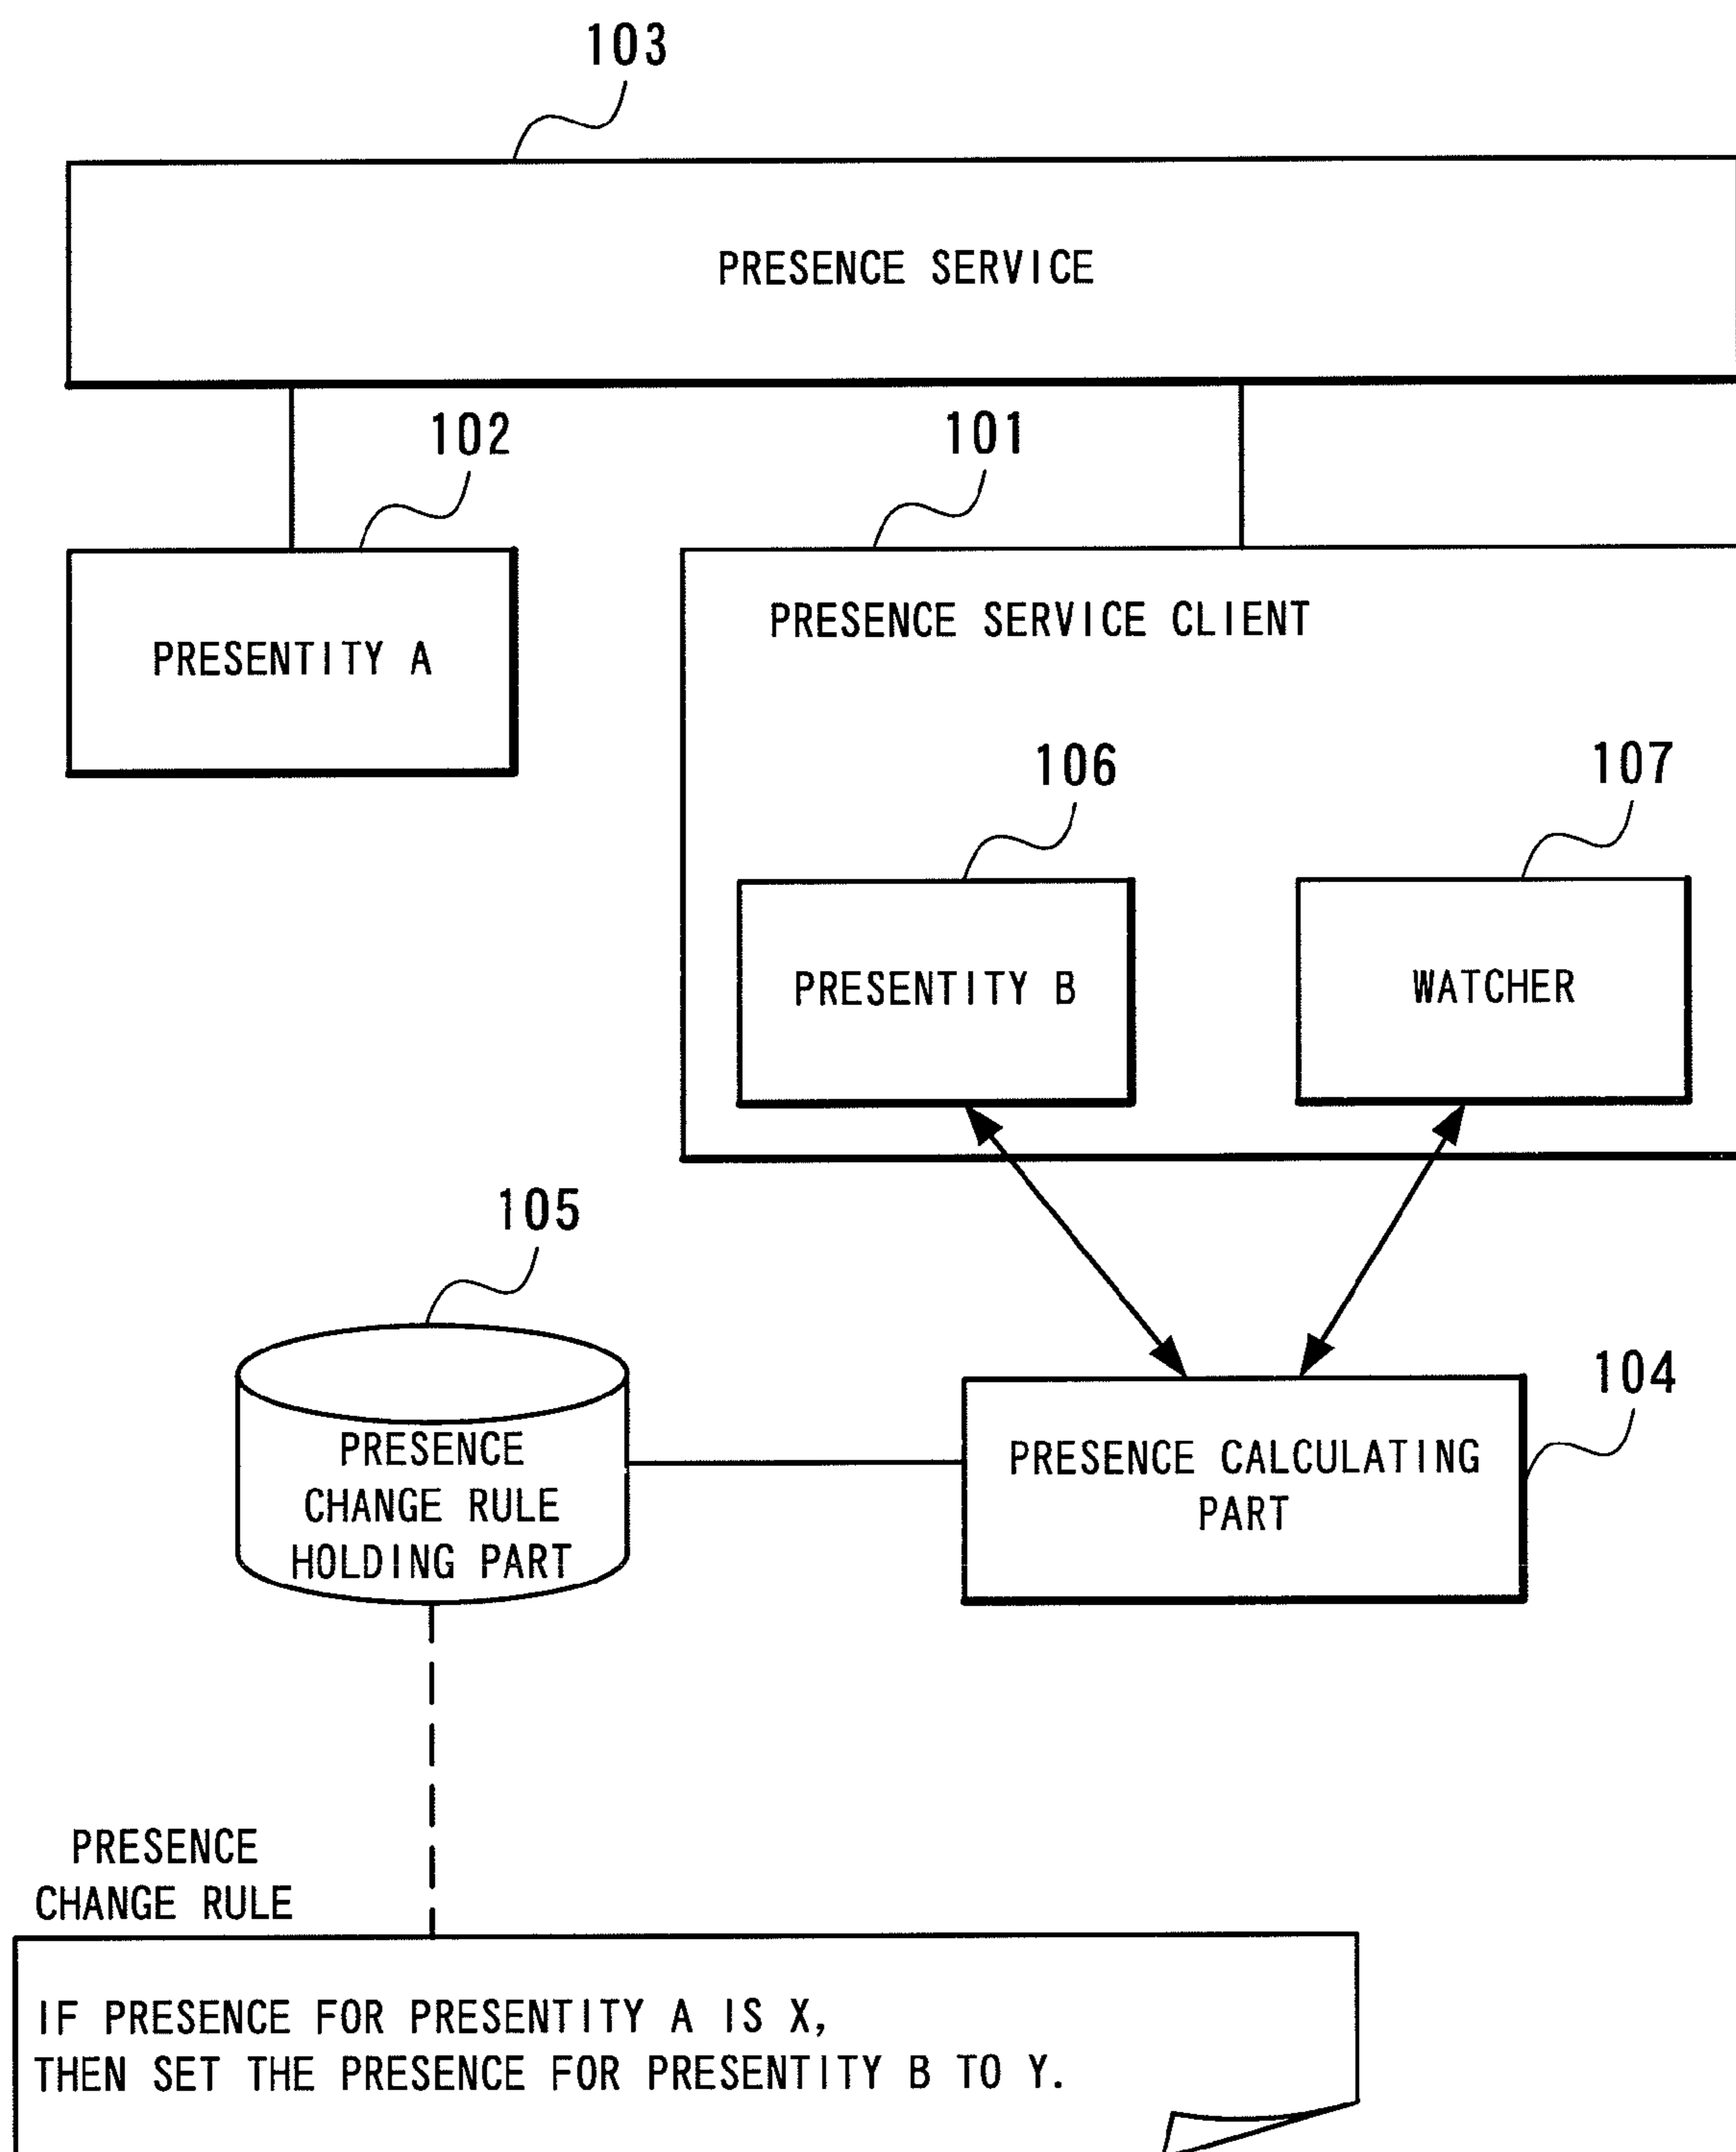 103
PRESENCE SERVICE
102
101
PRESENTITY A
PRESENCE SERVICE CLIENT
106
107
PRESENTITY B
WATCHER
105
104
PRESENCE
CHANGE RULE
HOLDING PART
PRESENCE CALCULATING
PART
PRESENCE
CHANGE RULE
IF PRESENCE FOR PRESENTITY A IS X,
THEN SET THE PRESENCE FOR PRESENTITY B TO Y.